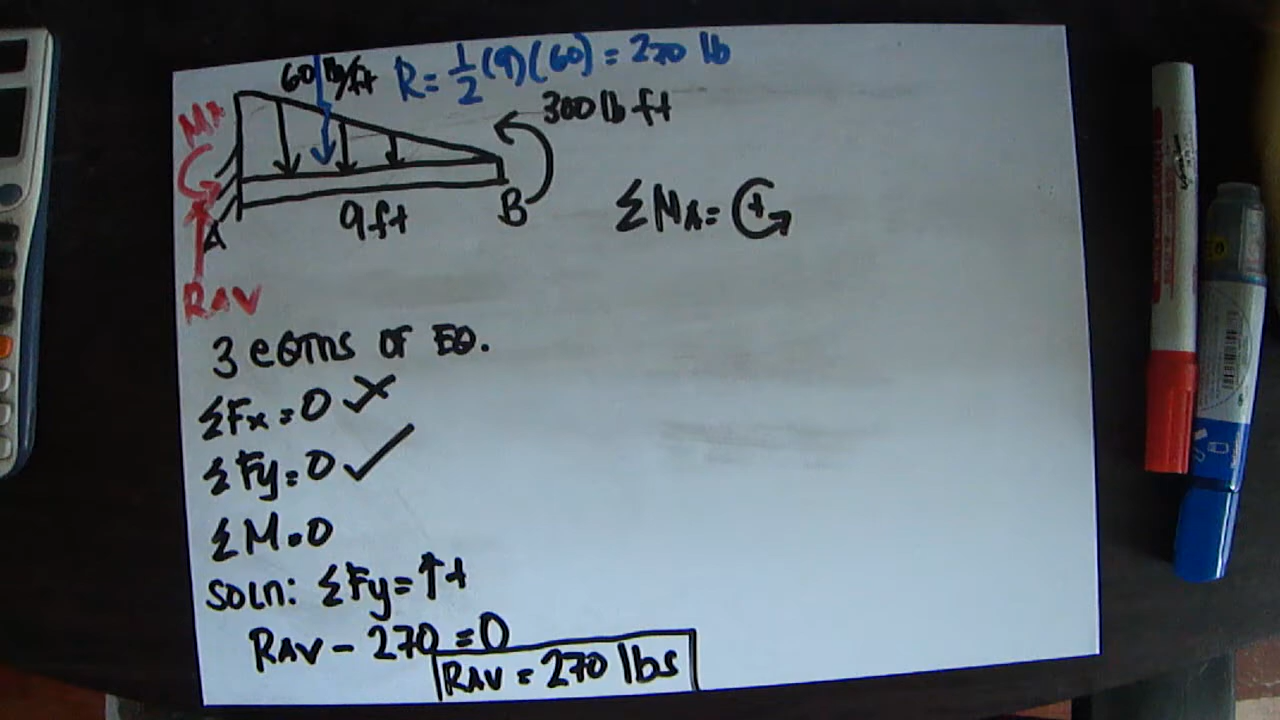 60 lb/ft R = 1/2 (9)(60) = 270 lb
300 lb ft
MA
9 ft B
A
ΣMA =
+
RAV
3 eqtns of EQ.
ΣFx = 0 ×
ΣFy = 0 ✓
ΣM = 0
Soln: ΣFy = ↑+
RAV - 270 = 0
RAV = 270 lbs